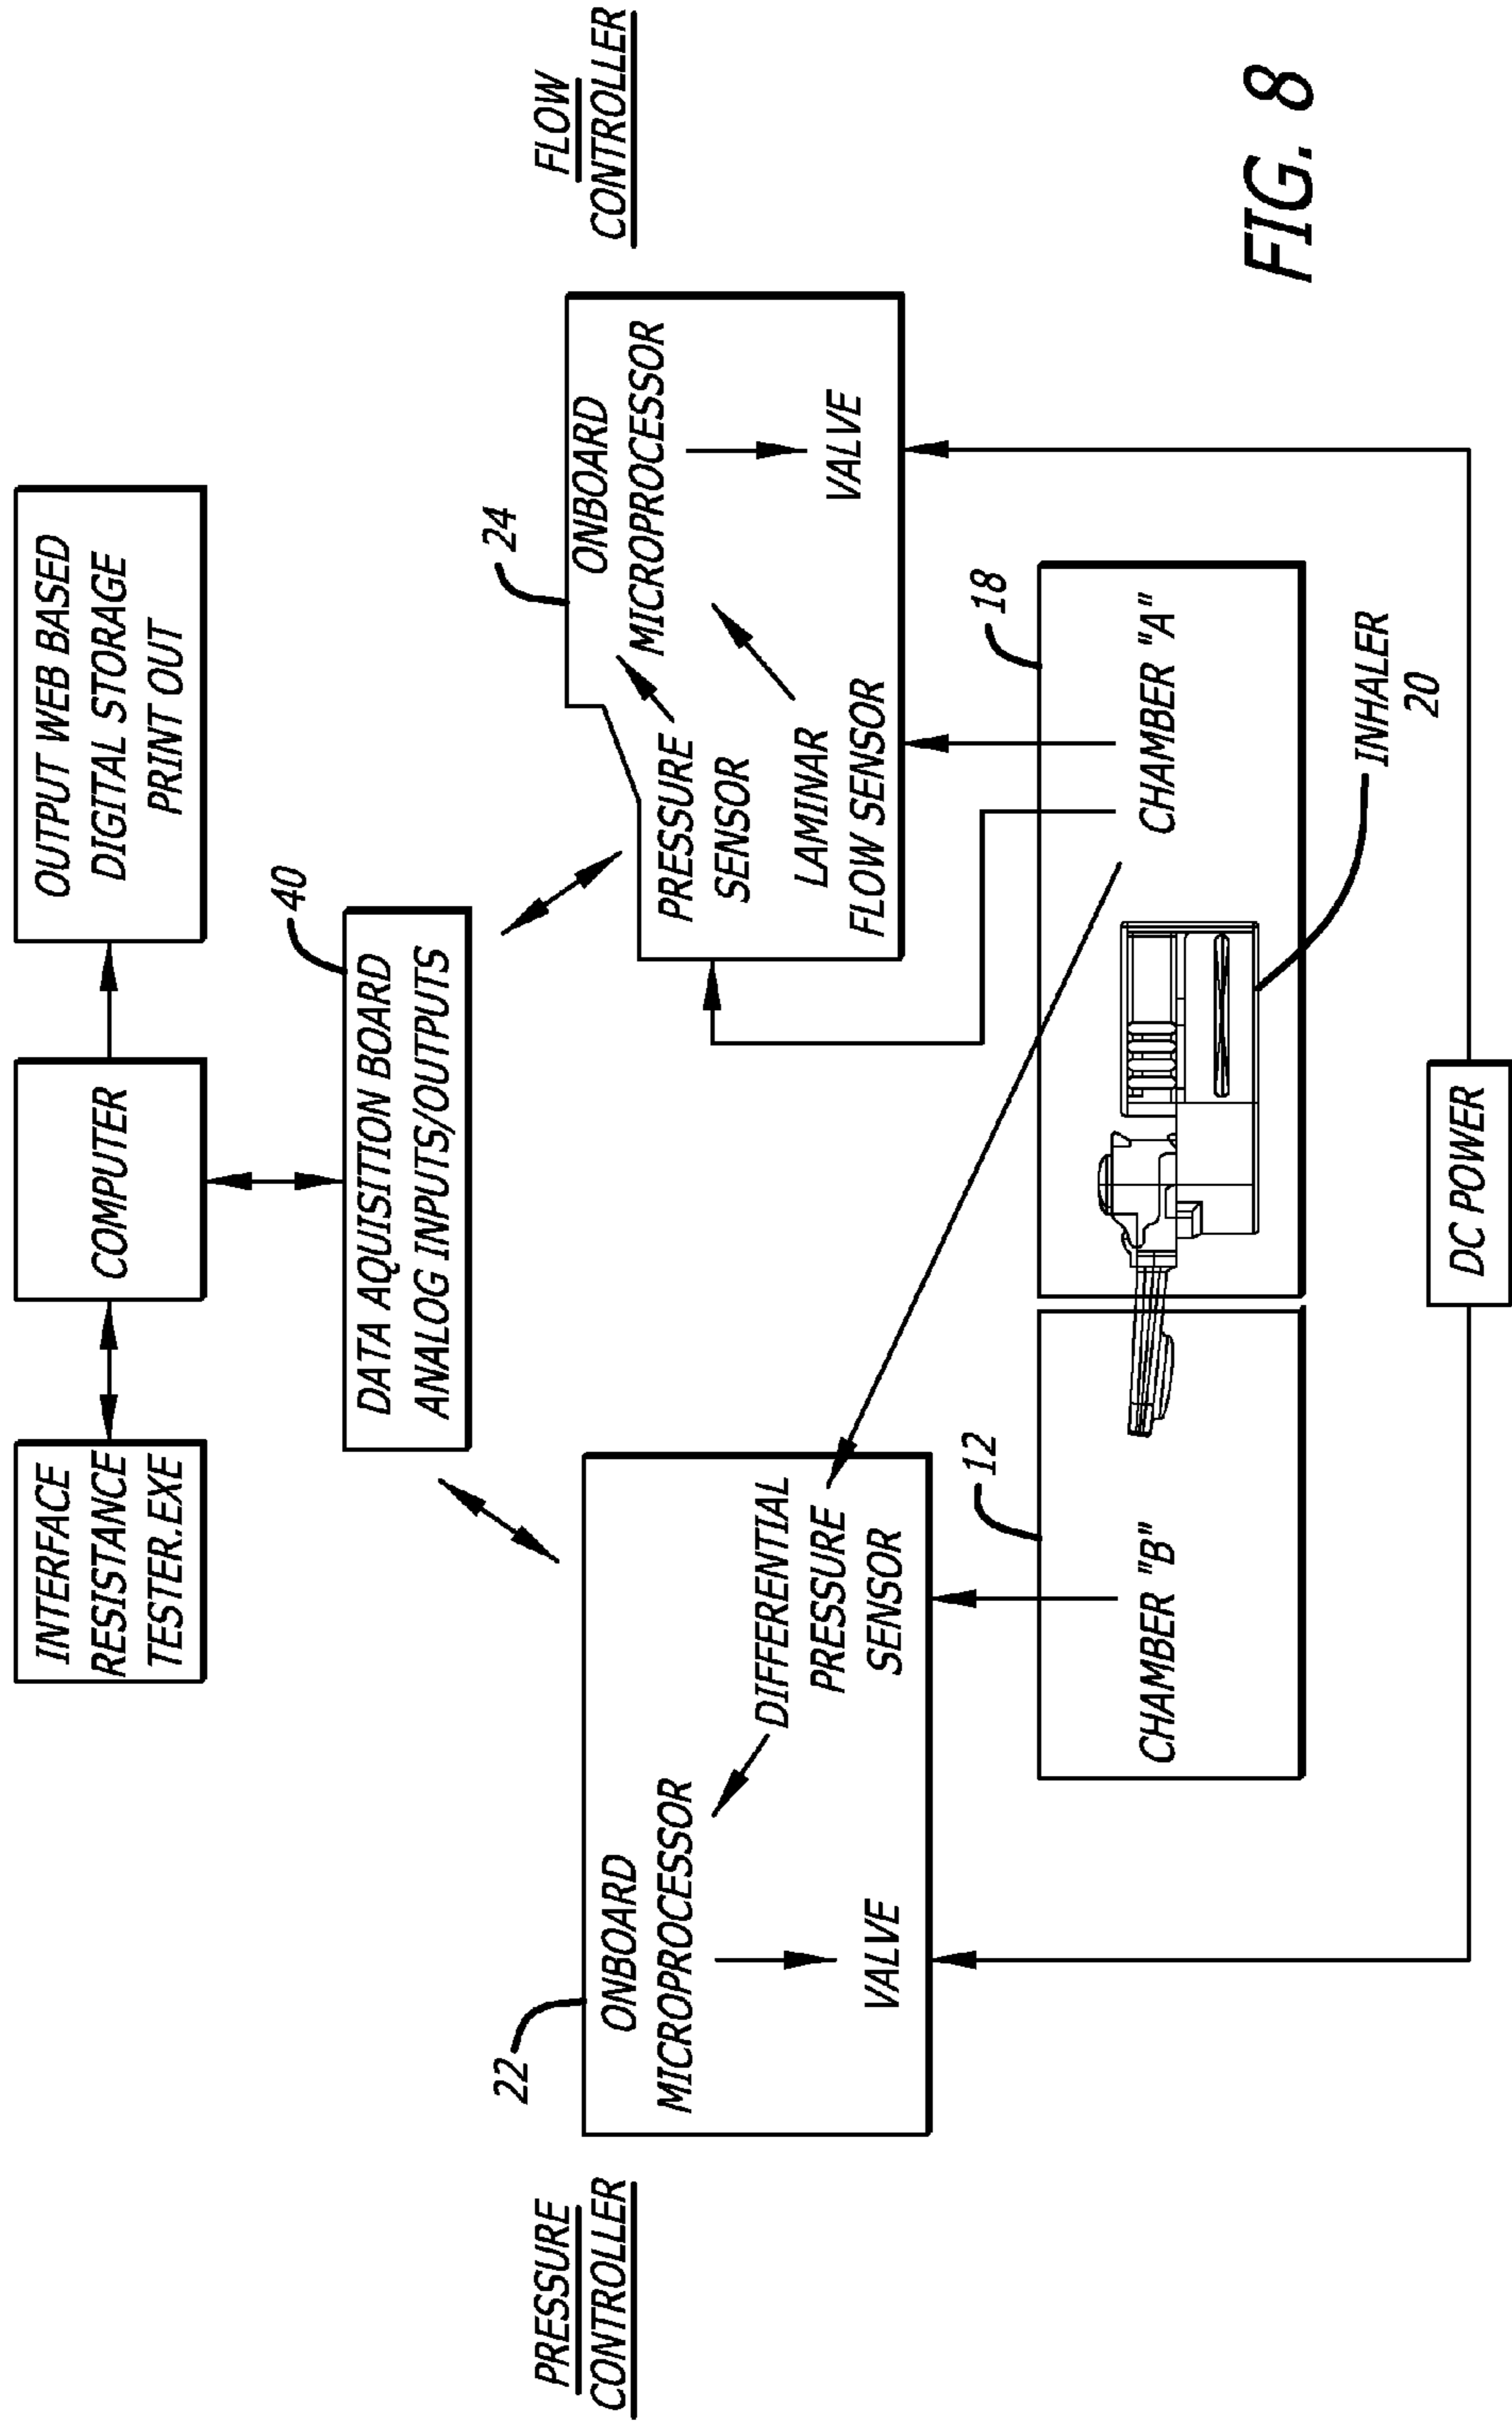 INTERFACE
RESISTANCE
TESTER.EXE
COMPUTER
OUTPUT WEB BASED
DIGITAL STORAGE
PRINT OUT
DATA AQUISITION BOARD
ANALOG INPUTS/OUTPUTS
40
PRESSURE
CONTROLLER
22
ONBOARD
MICROPROCESSOR
VALVE
DIFFERENTIAL
PRESSURE
SENSOR
24
ONBOARD
MICROPROCESSOR
PRESSURE
SENSOR
LAMINAR
FLOW SENSOR
VALVE
FLOW
CONTROLLER
12
CHAMBER "B"
18
CHAMBER "A"
INHALER
20
DC POWER
FIG. 8